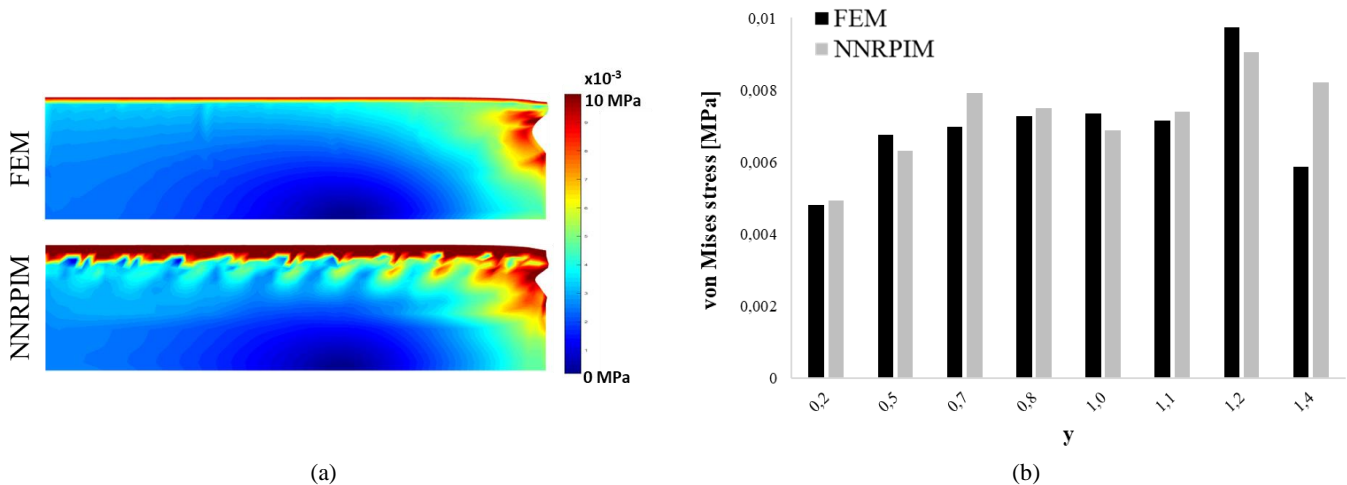 FEM
x10-3
10 MPa
NNRPIM
0 MPa
(a)
FEM
NNRPIM
von Mises stress [MPa]
0,01
0,008
0,006
0,004
0,002
0
0,2 0,5 0,7 0,8 1,0 1,1 1,2 1,4
y
(b)